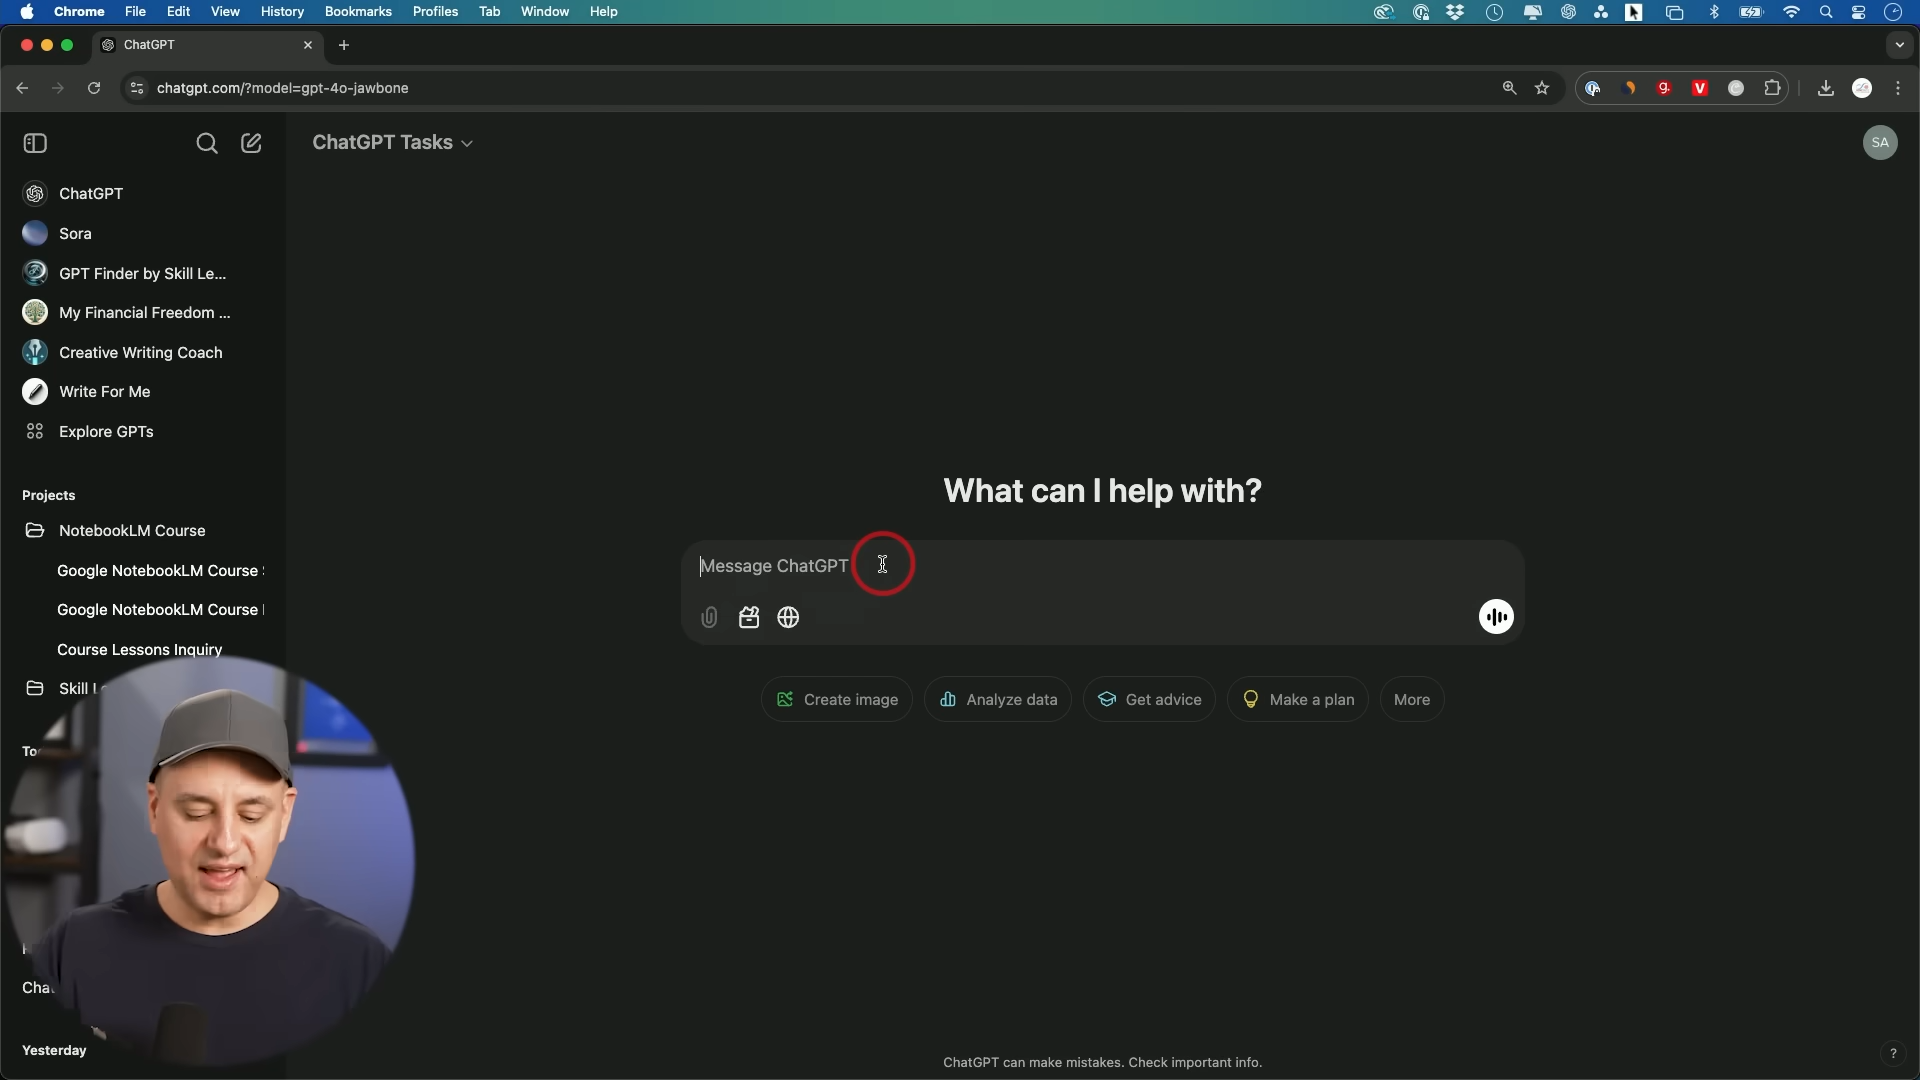 Chrome File Edit View History Bookmarks Profiles Tab Window Help
ChatGPT
chatgpt.com/?model=gpt-4o-jawbone
ChatGPT Tasks
SA
ChatGPT
Sora
GPT Finder by Skill Le...
My Financial Freedom ...
Creative Writing Coach
Write For Me
Explore GPTs
Projects
NotebookLM Course
Google NotebookLM Course
Google NotebookLM Course
Course Lessons Inquiry
Skill
Yesterday
What can I help with?
Message ChatGPT
Create image
Analyze data
Get advice
Make a plan
More
ChatGPT can make mistakes. Check important info.
?